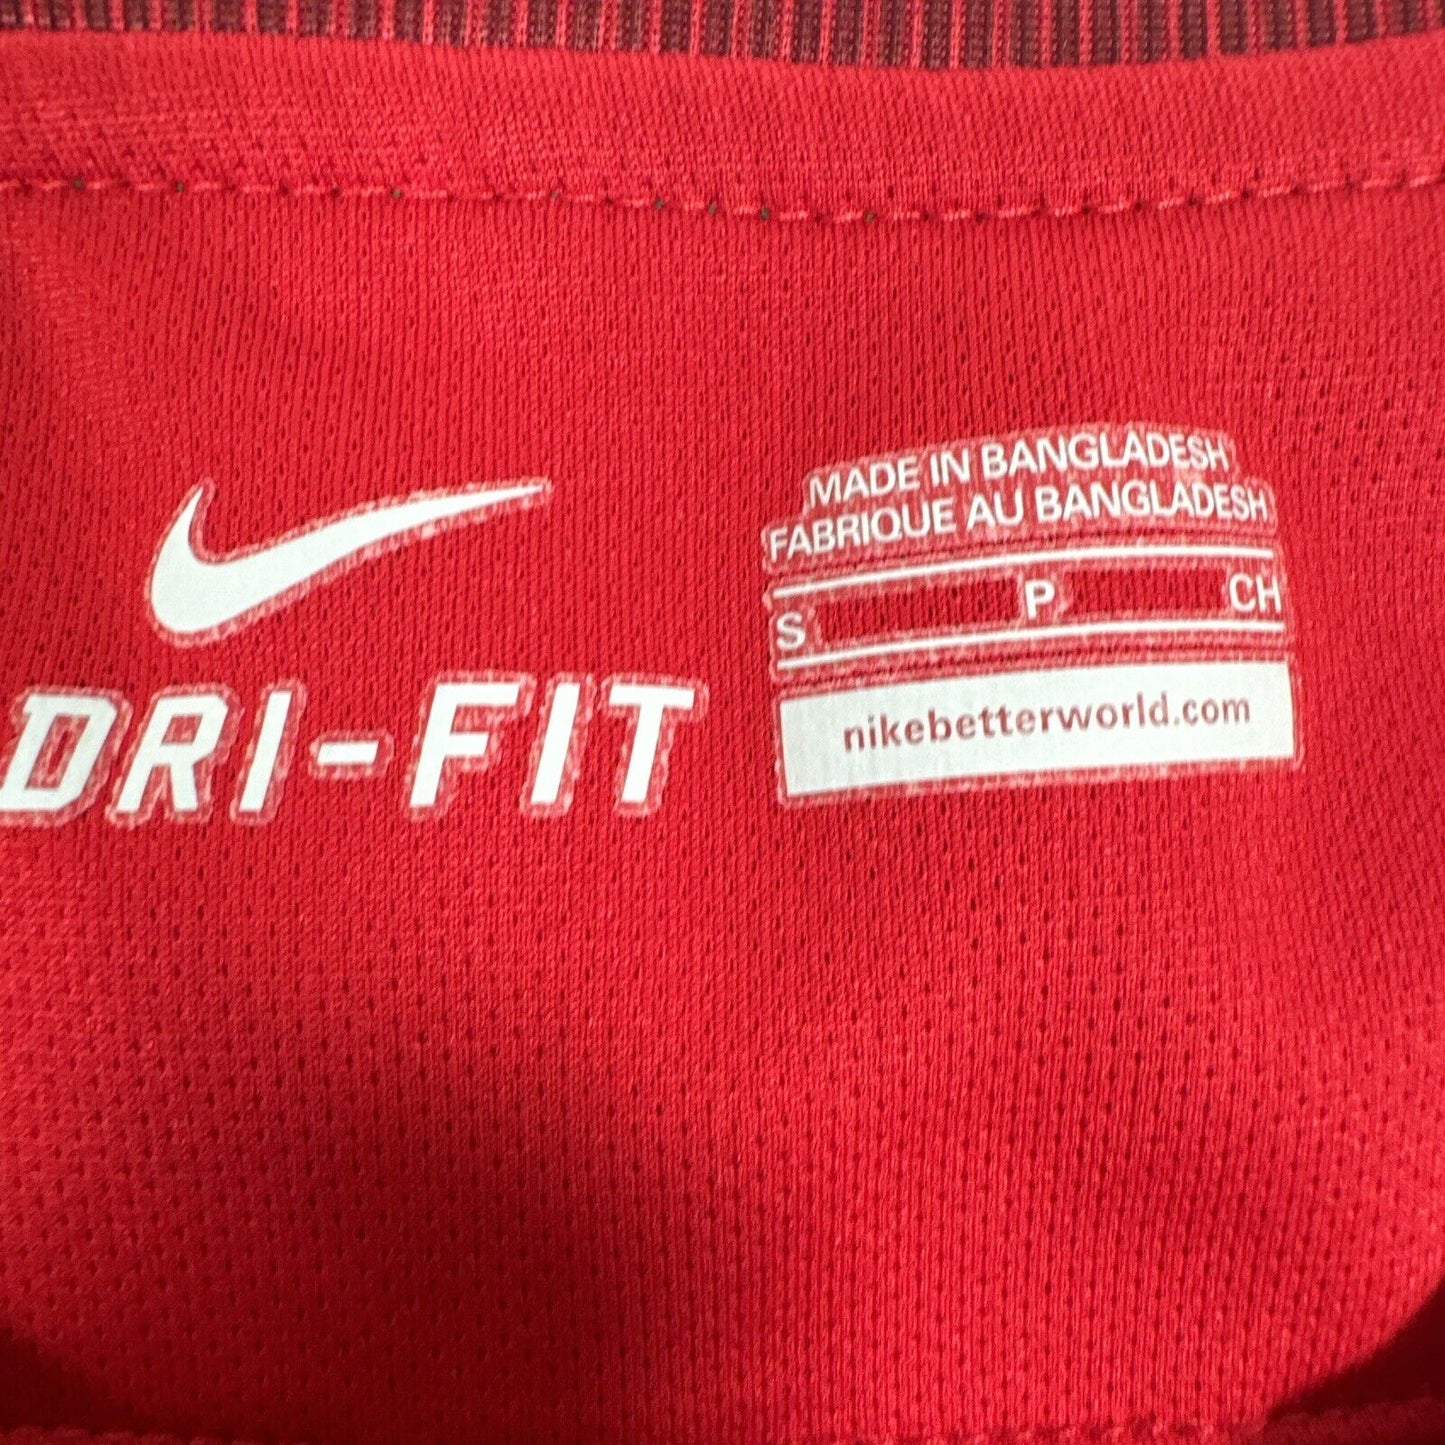 DRI-FIT
MADE IN BANGLADESH
FABRIQUE AU BANGLADESH
S P CH
nikebetterworld.com